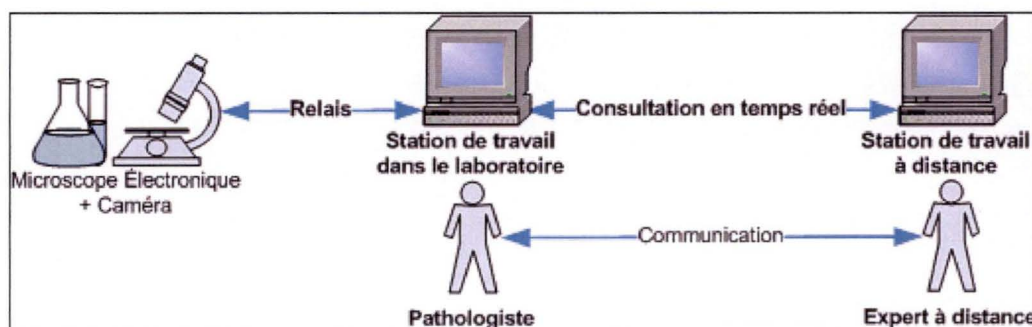 Relais
Consultation en temps réel
Station de travail
dans le laboratoire
Station de travail
à distance
Microscope Électronique
+ Caméra
Communication
Pathologiste
Expert à distance